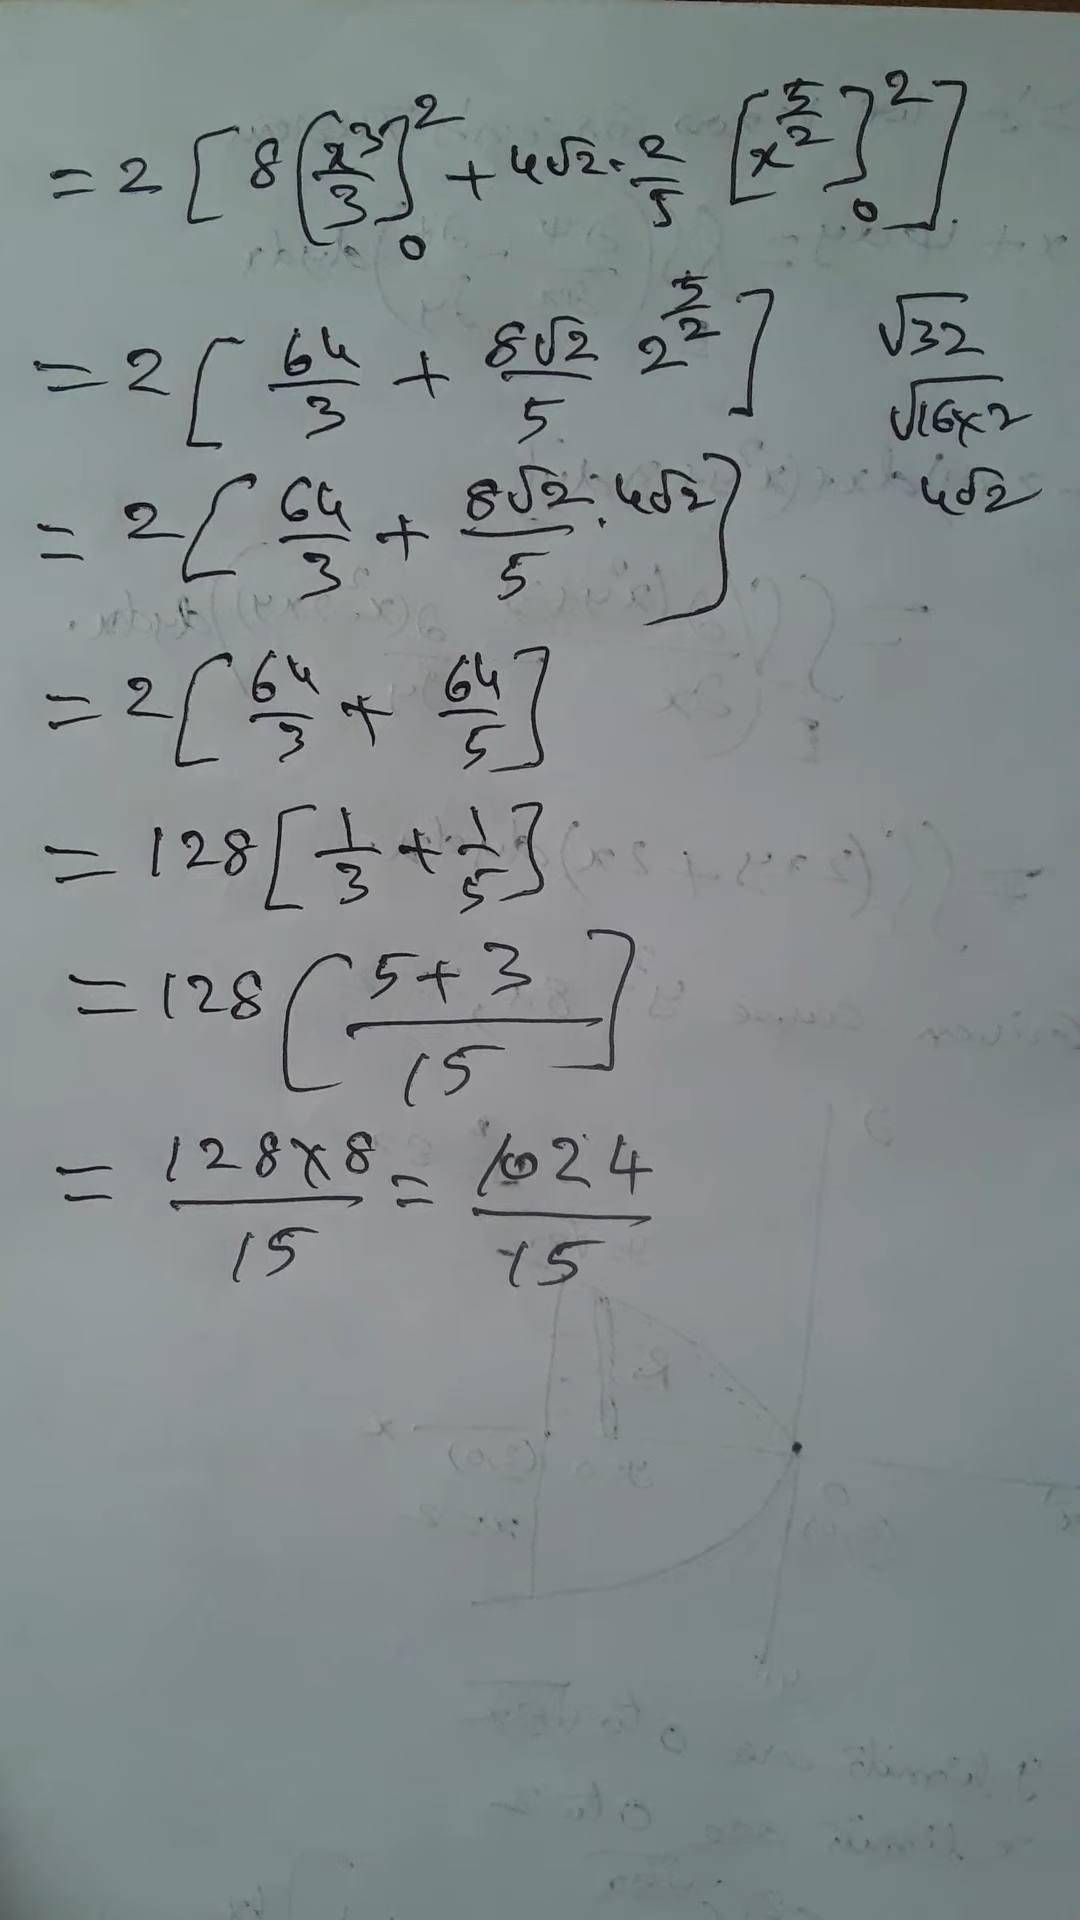 = 2 [ 8 [x³/3]₀² + 4√2 · 2/5 [x^(5/2)]₀² ]
= 2 [ 64/3 + 8√2/5 2^(5/2) ] √32
√16×2
= 2 [ 64/3 + 8√2/5 · 4√2 ] 4√2
= 2 [ 64/3 + 64/5 ]
= 128 [ 1/3 + 1/5 ]
= 128 [ (5+3)/15 ]
= 128×8/15 = 1024/15